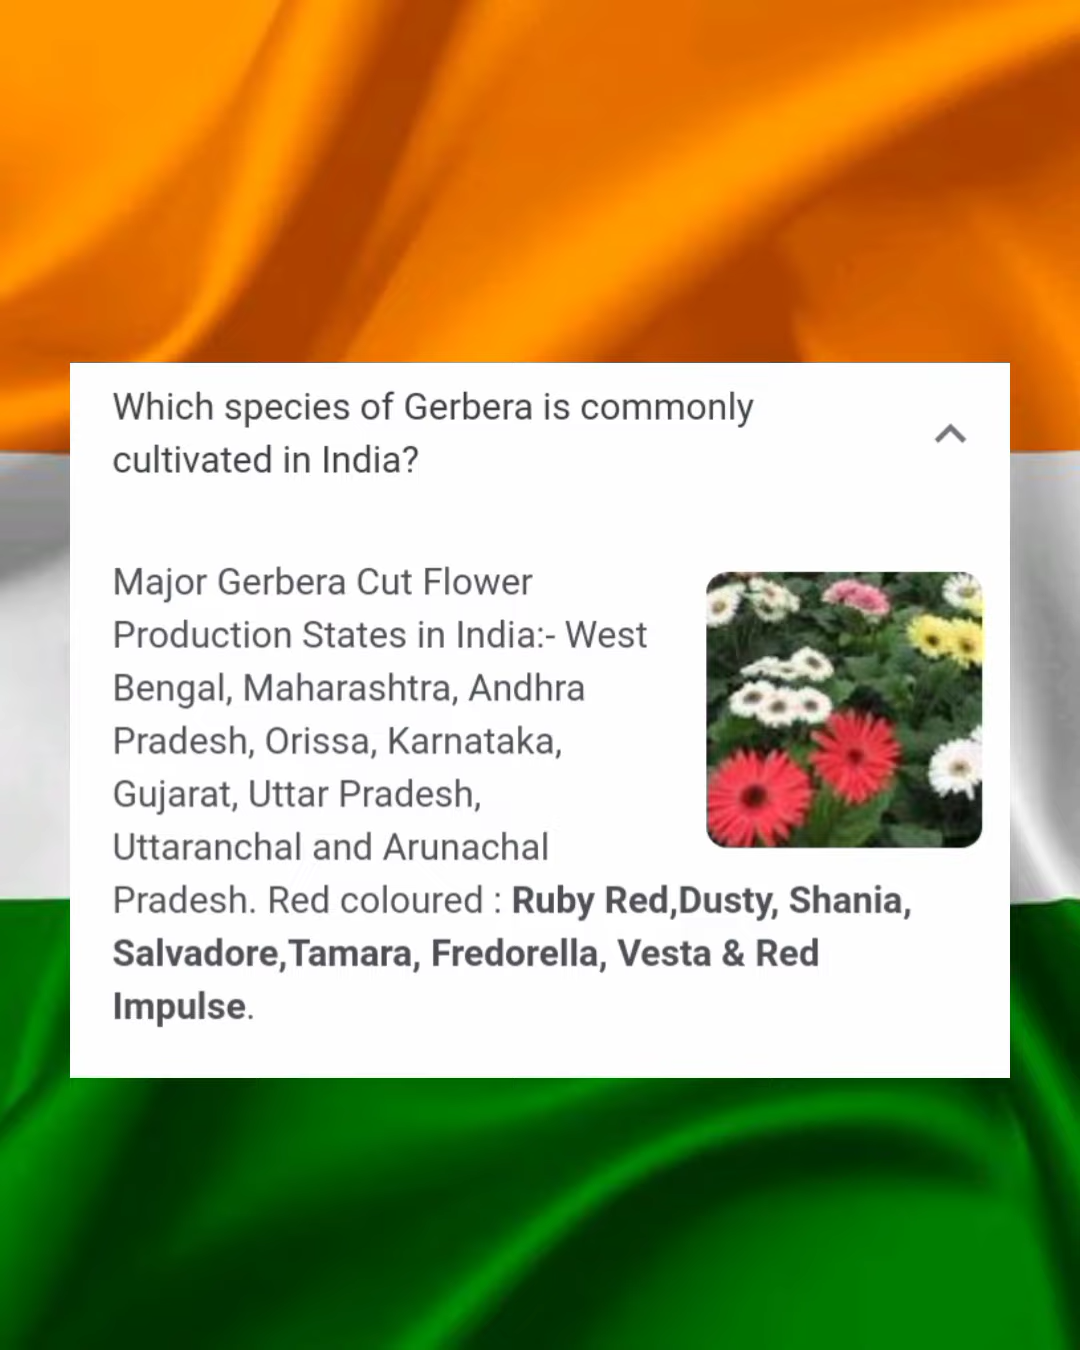 Which species of Gerbera is commonly
cultivated in India?
Major Gerbera Cut Flower
Production States in India:- West
Bengal, Maharashtra, Andhra
Pradesh, Orissa, Karnataka,
Gujarat, Uttar Pradesh,
Uttaranchal and Arunachal
Pradesh. Red coloured : Ruby Red,Dusty, Shania,
Salvadore,Tamara, Fredorella, Vesta & Red
Impulse.